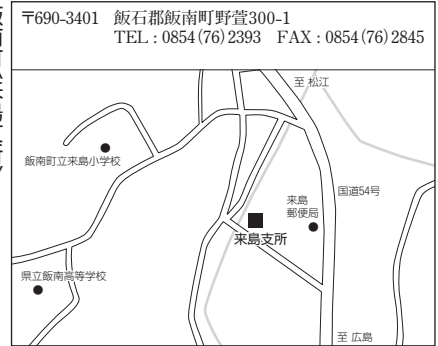 〒690-3401 飯石郡飯南町野萱300-1
TEL : 0854(76)2393 FAX : 0854(76)2845
至 松江
飯南町立来島小学校
国道54号
来島
郵便局
来島支所
県立飯南高等学校
至 広島